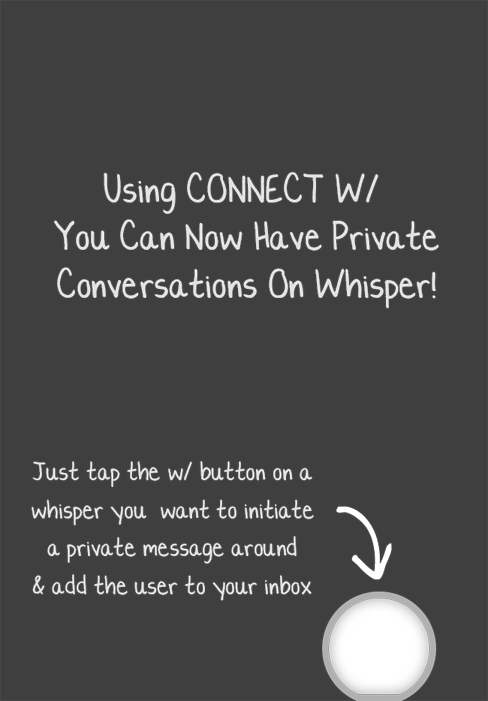 Using CONNECT W/
You Can Now Have Private
Conversations On Whisper!
Just tap the w/ button on a
whisper you want to initiate
a private message around
& add the user to your inbox